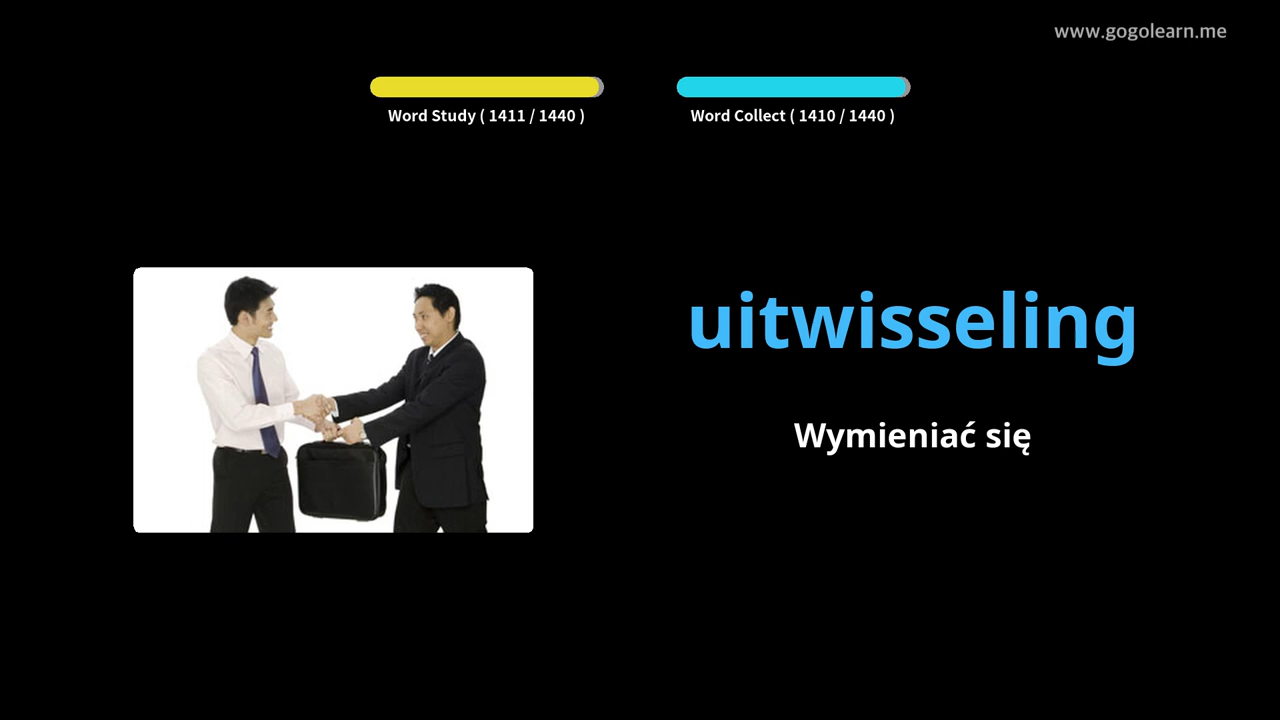 www.gogolearn.me
Word Study ( 1411 / 1440 )
Word Collect ( 1410 / 1440 )
uitwisseling
Wymieniać się